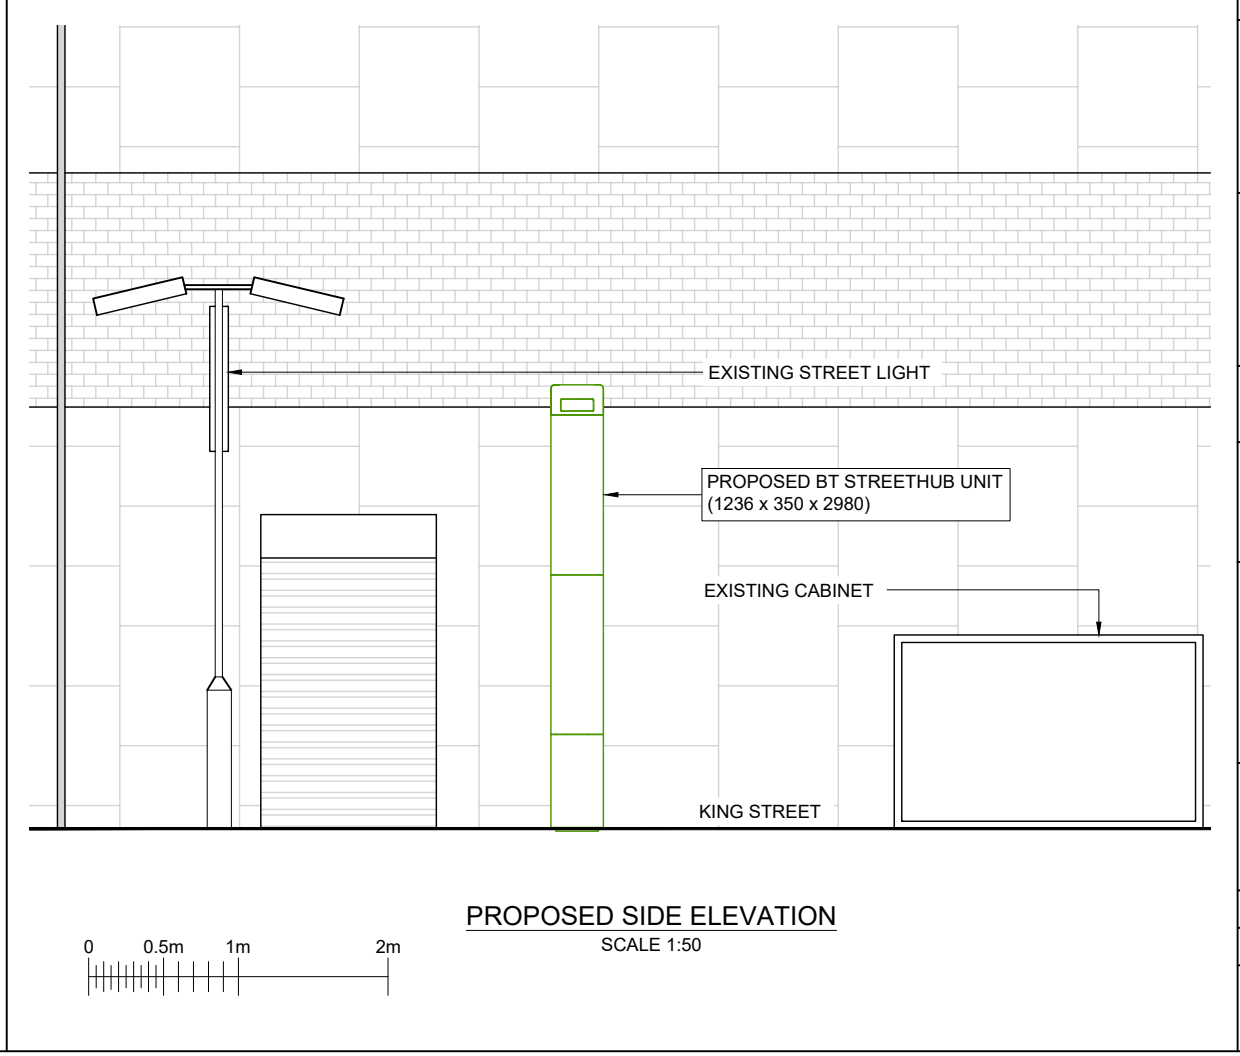 EXISTING STREET LIGHT
PROPOSED BT STREETHUB UNIT
(1236 x 350 x 2980)
EXISTING CABINET
KING STREET
PROPOSED SIDE ELEVATION
SCALE 1:50
0 0.5m 1m 2m